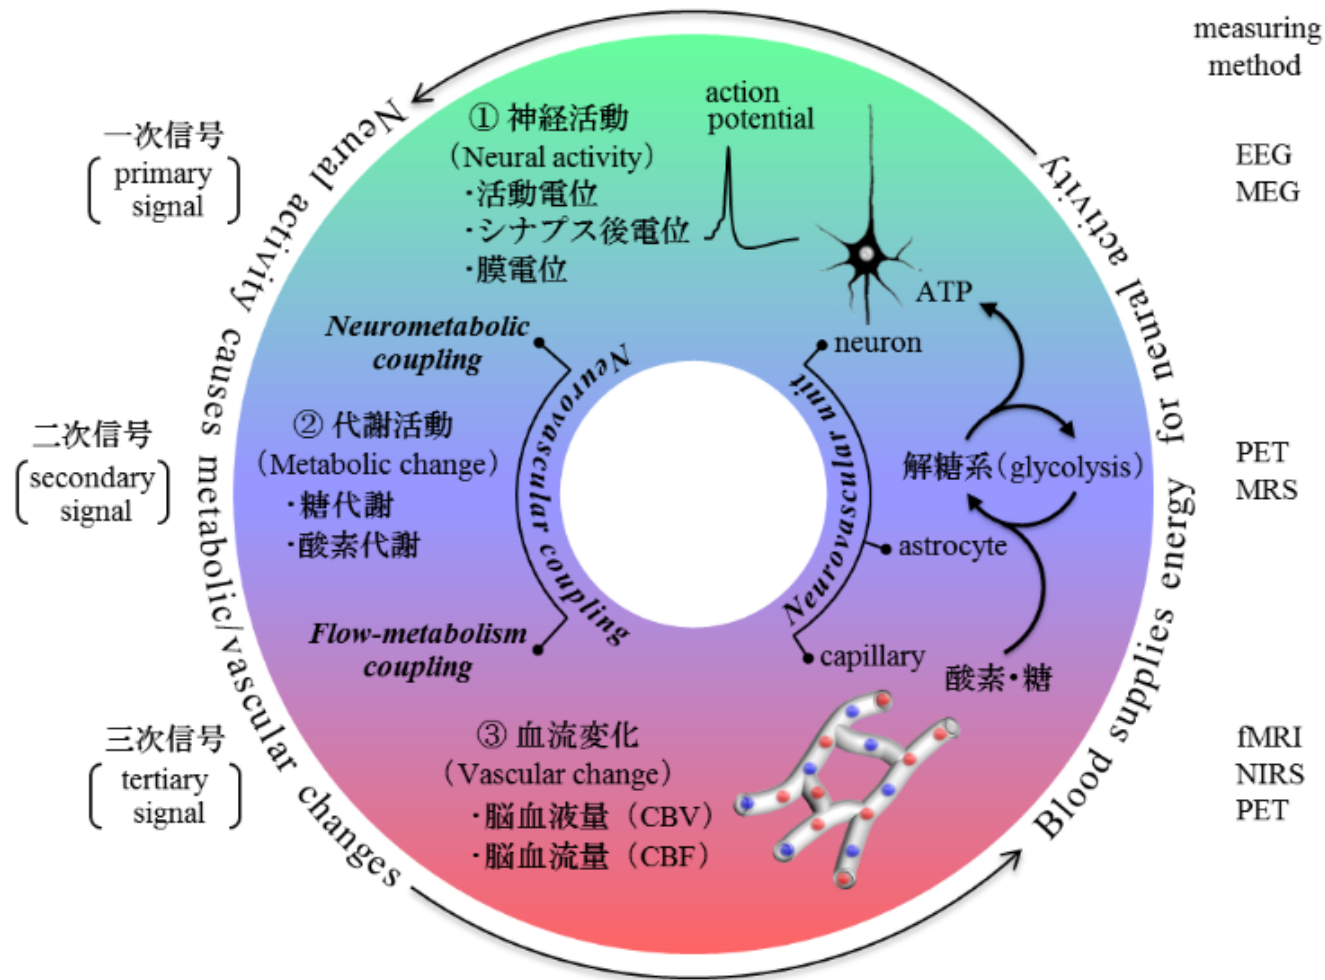 measuring
method
一次信号
primary
signal
① 神経活動
(Neural activity)
・活動電位
・シナプス後電位
・膜電位
action
potential
EEG
MEG
ATP
neuron
Neurometabolic
coupling
Neural activity causes metabolic/vascular changes
Neurovascular coupling
Neurovascular unit
Blood supplies energy for neural activity
二次信号
secondary
signal
② 代謝活動
(Metabolic change)
・糖代謝
・酸素代謝
解糖系(glycolysis)
PET
MRS
astrocyte
Flow-metabolism
coupling
capillary
酸素・糖
三次信号
tertiary
signal
③ 血流変化
(Vascular change)
・脳血液量(CBV)
・脳血流量(CBF)
fMRI
NIRS
PET